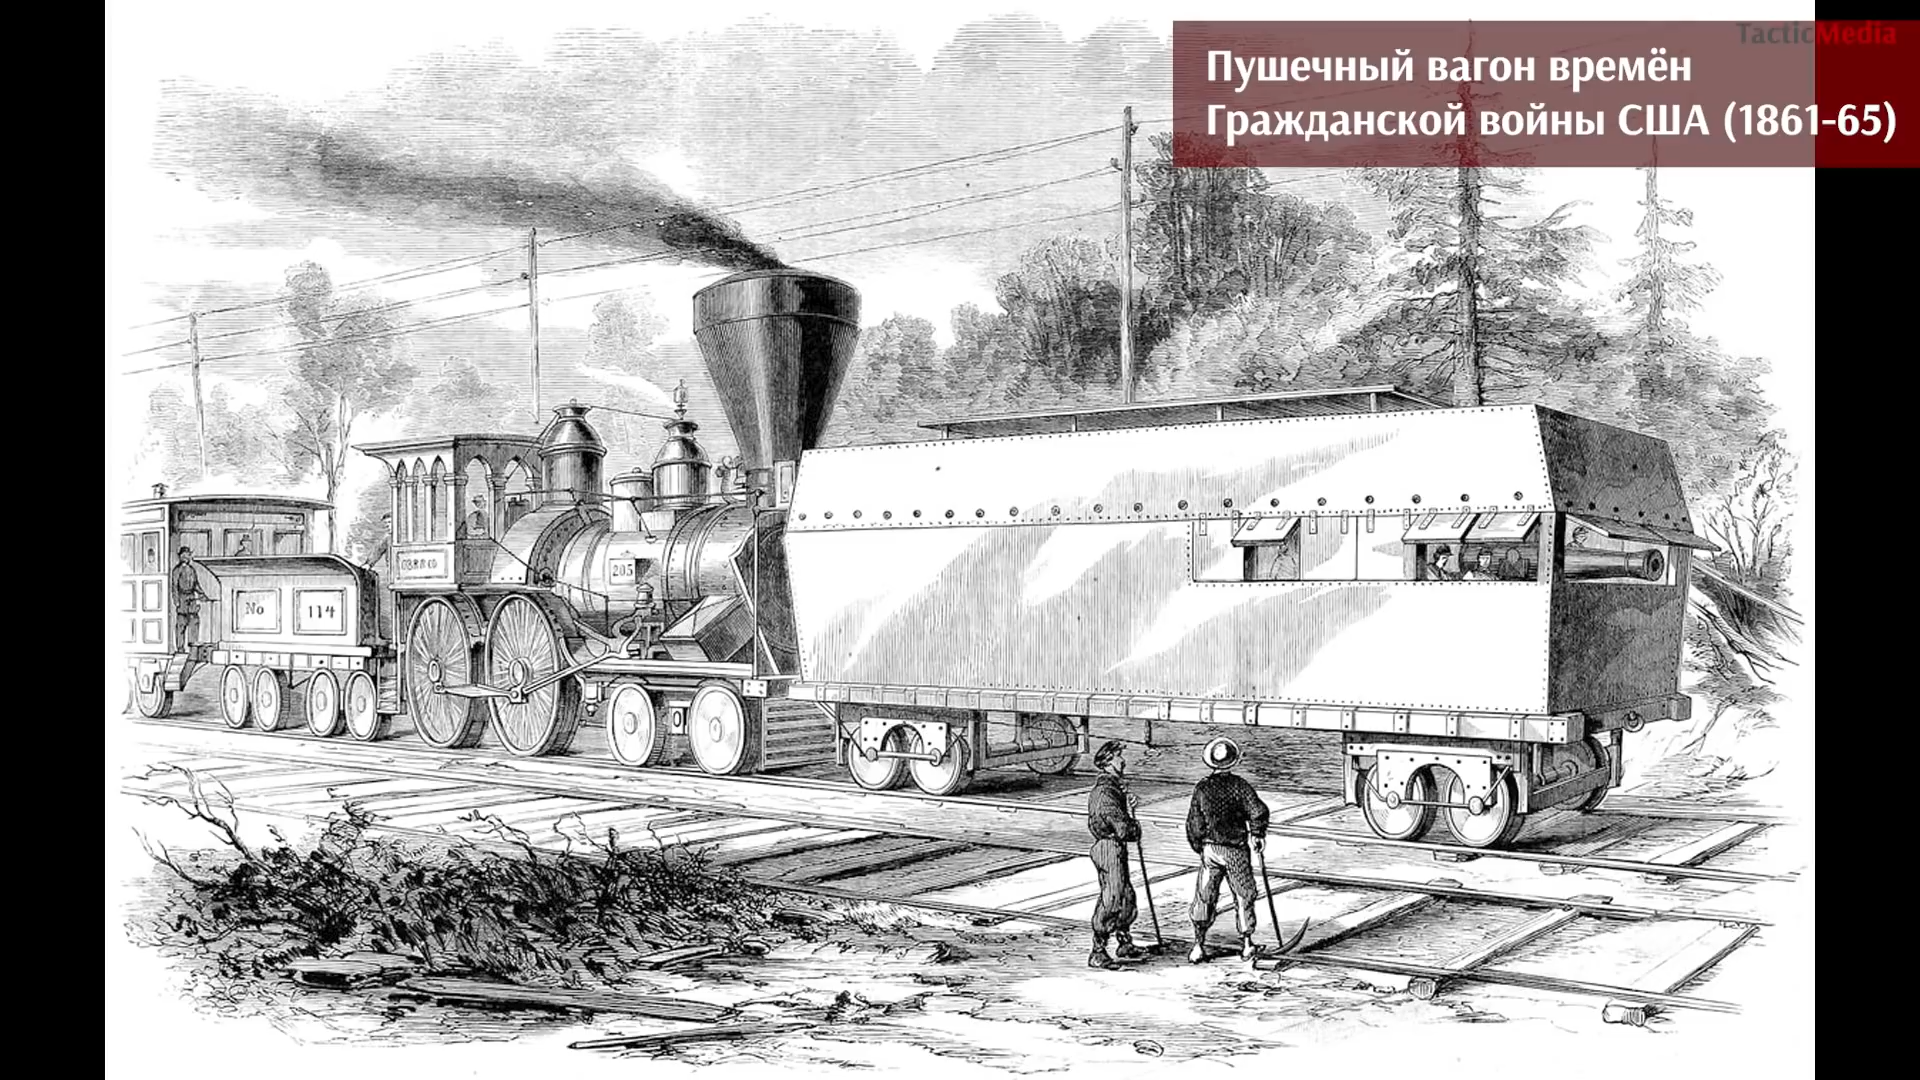 TacticMedia
Пушечный вагон времён
Гражданской войны США (1861-65)
205
No 114